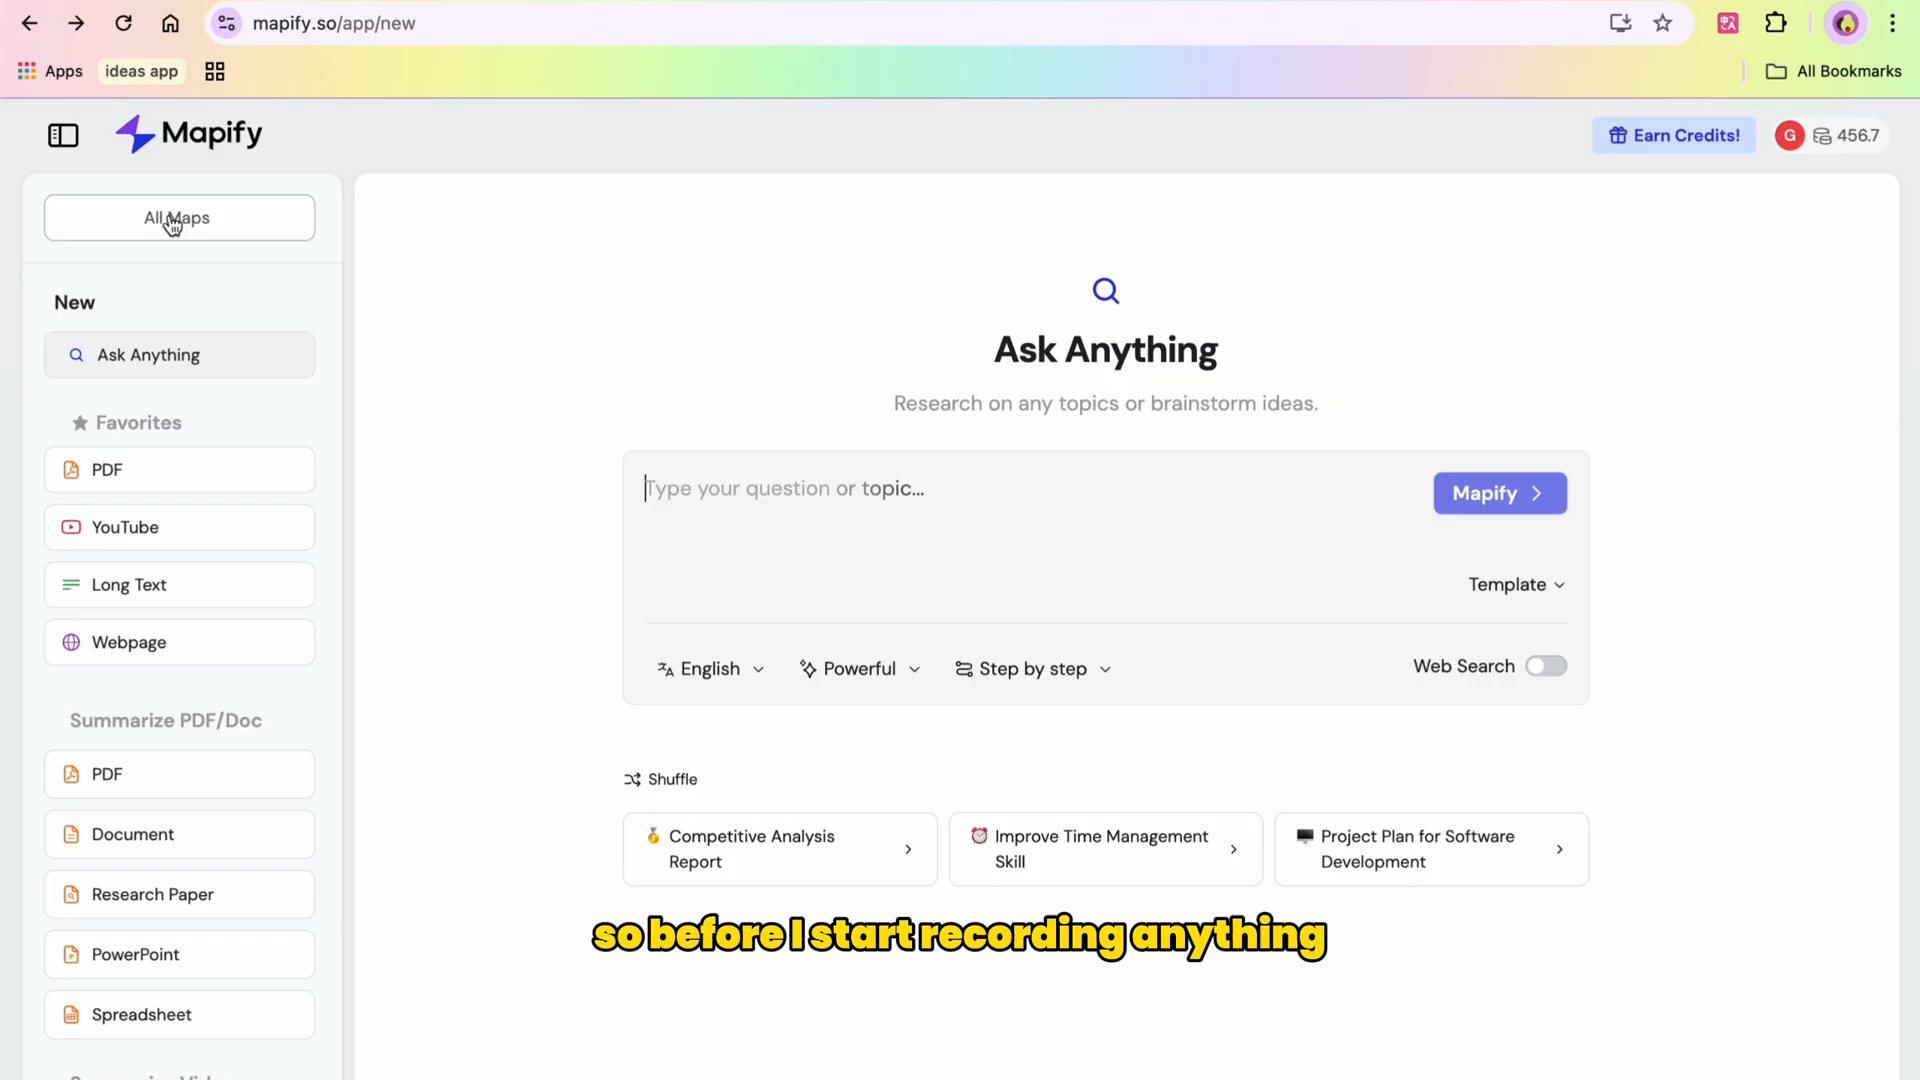 mapify.so/app/new
Apps
ideas app
All Bookmarks
Mapify
Earn Credits!
G
456.7
All Maps
New
Ask Anything
Favorites
PDF
YouTube
Long Text
Webpage
Summarize PDF/Doc
PDF
Document
Research Paper
PowerPoint
Spreadsheet
Ask Anything
Research on any topics or brainstorm ideas.
Type your question or topic...
Mapify
Template
English
Powerful
Step by step
Web Search
Shuffle
Competitive Analysis
Report
Improve Time Management
Skill
Project Plan for Software
Development
so before I start recording anything